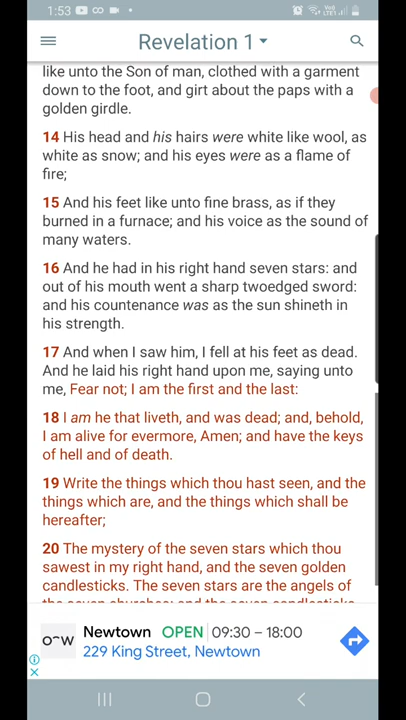 1:53
Revelation 1
like unto the Son of man, clothed with a garment
down to the foot, and girt about the paps with a
golden girdle.
14 His head and his hairs were white like wool, as
white as snow; and his eyes were as a flame of
fire;
15 And his feet like unto fine brass, as if they
burned in a furnace; and his voice as the sound of
many waters.
16 And he had in his right hand seven stars: and
out of his mouth went a sharp twoedged sword:
and his countenance was as the sun shineth in
his strength.
17 And when I saw him, I fell at his feet as dead.
And he laid his right hand upon me, saying unto
me, Fear not; I am the first and the last:
18 I am he that liveth, and was dead; and, behold,
I am alive for evermore, Amen; and have the keys
of hell and of death.
19 Write the things which thou hast seen, and the
things which are, and the things which shall be
hereafter;
20 The mystery of the seven stars which thou
sawest in my right hand, and the seven golden
candlesticks. The seven stars are the angels of
the seven churches: and the seven candlesticks
Newtown OPEN 09:30 – 18:00
229 King Street, Newtown